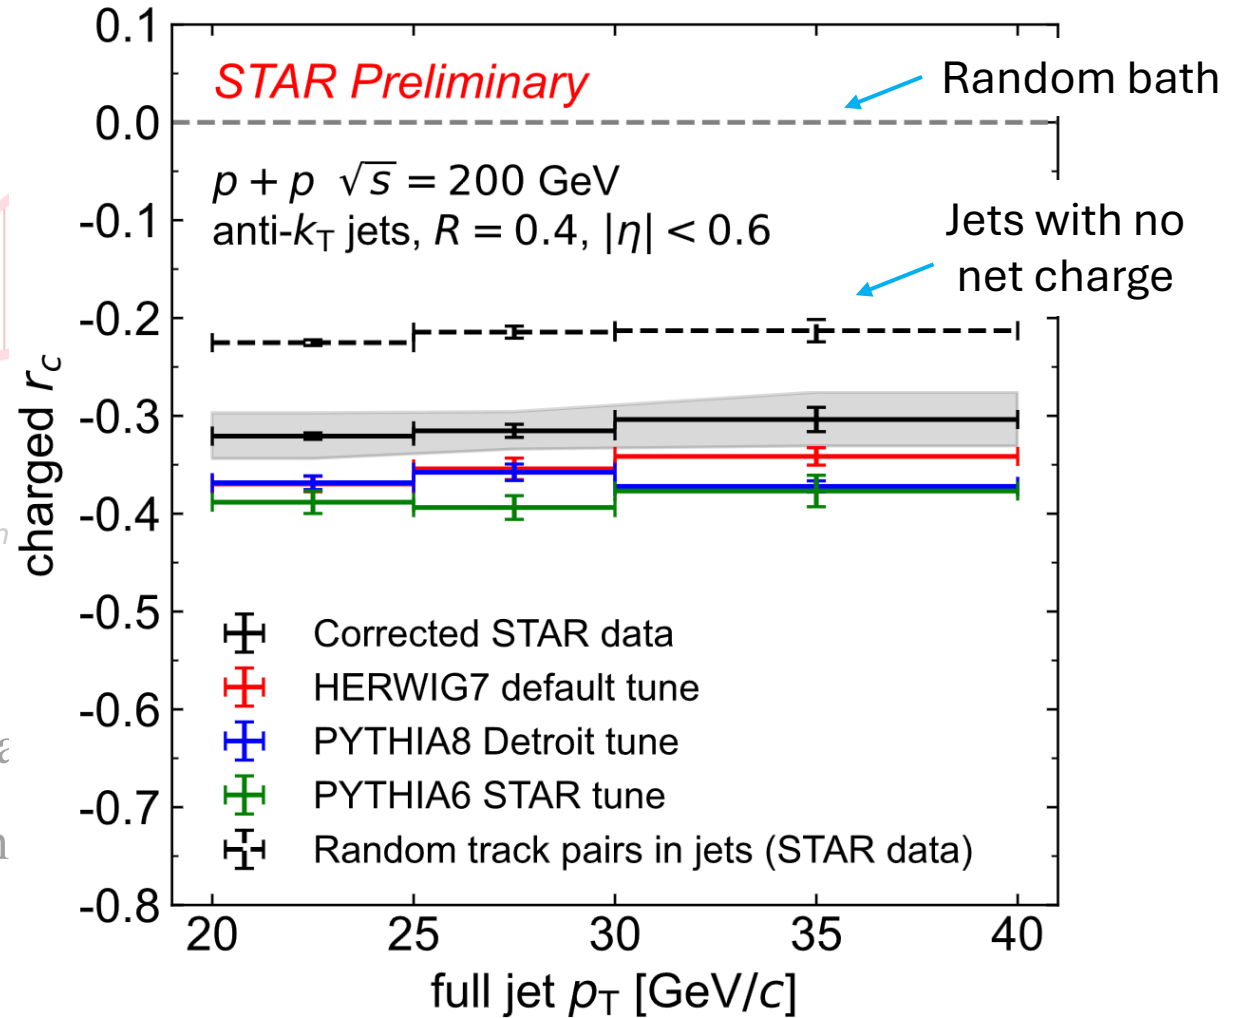 0.1
0.0
-0.1
-0.2
-0.3
-0.4
-0.5
-0.6
-0.7
-0.8
charged r_c
STAR Preliminary
Random bath
p + p √s = 200 GeV
anti-k_T jets, R = 0.4, |η| < 0.6
Jets with no
net charge
Corrected STAR data
HERWIG7 default tune
PYTHIA8 Detroit tune
PYTHIA6 STAR tune
Random track pairs in jets (STAR data)
20 25 30 35 40
full jet p_T [GeV/c]